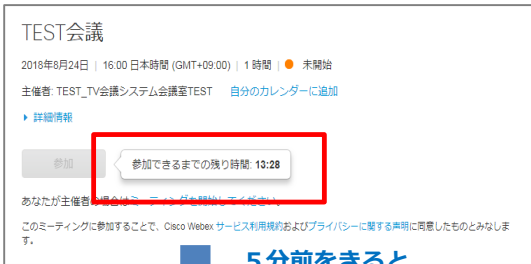 TEST会議
2018年8月24日 | 16:00 日本時間 (GMT+09:00) | 1 時間 | 未開始
主催者: TEST_TV会議システム会議室TEST 自分のカレンダーに追加
詳細情報
参加 参加できるまでの残り時間: 13:28
あなたが主催者の場合はミーティングを開始してください。
このミーティングに参加することで、Cisco Webex サービス利用規約およびプライバシーに関する声明に同意したものとみなしま
す。
5分前をきると